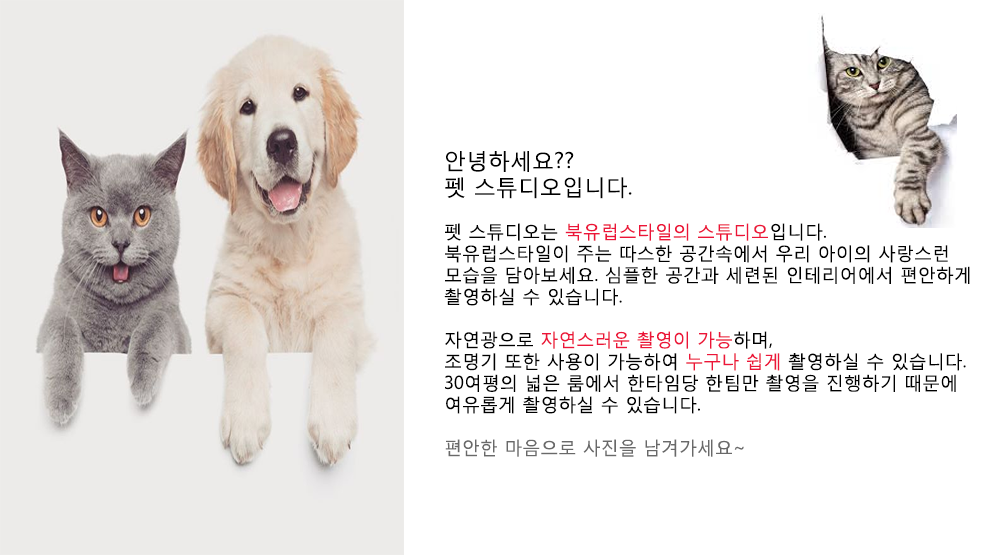 안녕하세요??
펫 스튜디오입니다.
펫 스튜디오는 북유럽스타일의 스튜디오입니다.
북유럽스타일이 주는 따스한 공간속에서 우리 아이의 사랑스런
모습을 담아보세요. 심플한 공간과 세련된 인테리어에서 편안하게
촬영하실 수 있습니다.
자연광으로 자연스러운 촬영이 가능하며,
조명기 또한 사용이 가능하여 누구나 쉽게 촬영하실 수 있습니다.
30여평의 넓은 룸에서 한타임당 한팀만 촬영을 진행하기 때문에
여유롭게 촬영하실 수 있습니다.
편안한 마음으로 사진을 남겨가세요~